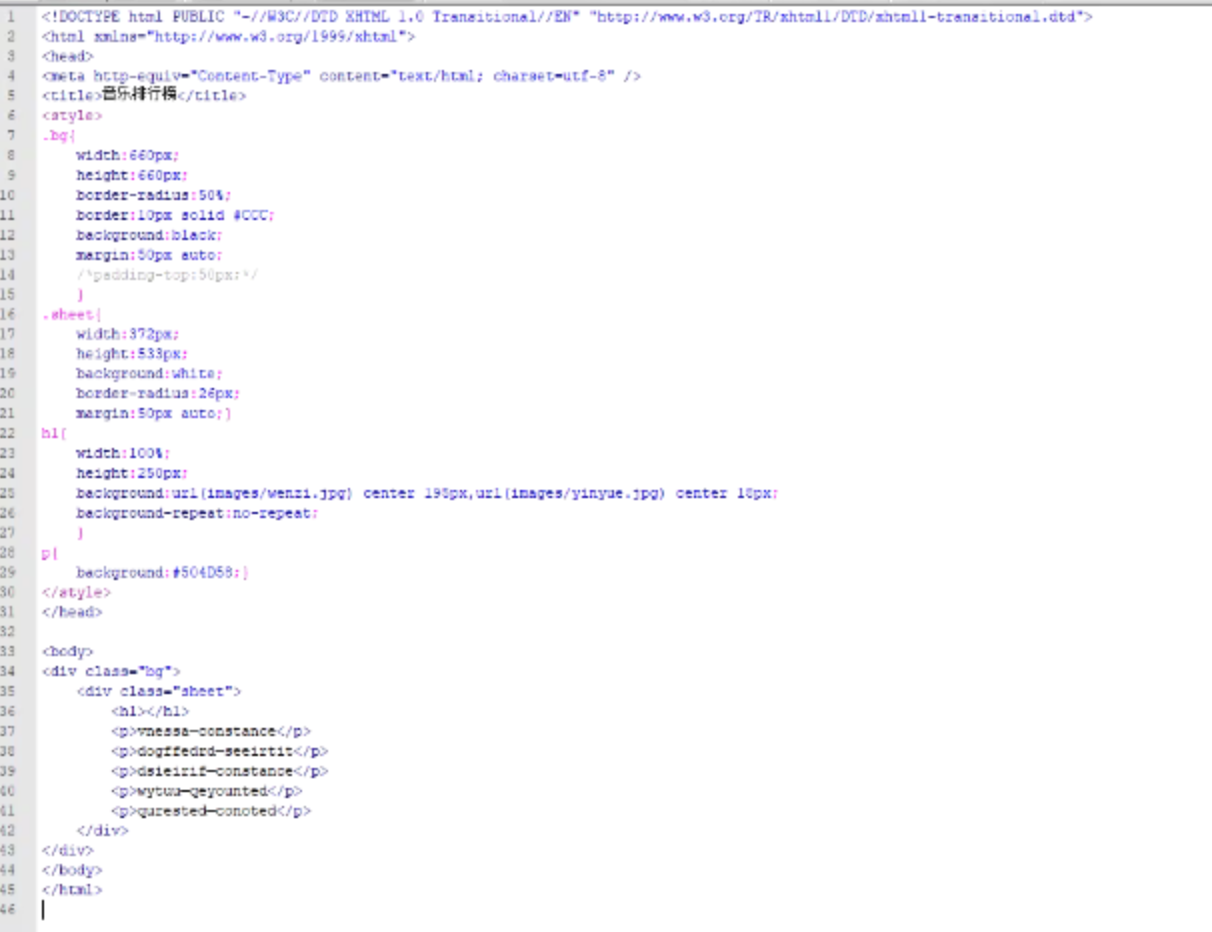 1 <!DOCTYPE html PUBLIC "-//W3C//DTD XHTML 1.0 Transitional//EN" "http://www.w3.org/TR/xhtml1/DTD/xhtml1-transitional.dtd">
2 <html xmlns="http://www.w3.org/1999/xhtml">
3 <head>
4 <meta http-equiv="Content-Type" content="text/html; charset=utf-8" />
5 <title>音乐排行榜</title>
6 <style>
7 .bg{
8 width:660px;
9 height:660px;
10 border-radius:50%;
11 border:10px solid #CCC;
12 background:black;
13 margin:50px auto;
14 /*padding-top:50px;*/
15 }
16 .sheet{
17 width:372px;
18 height:533px;
19 background:white;
20 border-radius:26px;
21 margin:50px auto;}
22 h1{
23 width:100%;
24 height:250px;
25 background:url(images/wenzi.jpg) center 195px,url(images/yinyue.jpg) center 18px;
26 background-repeat:no-repeat;
27 }
28 p{
29 background:#504D58;}
30 </style>
31 </head>
32
33 <body>
34 <div class="bg">
35 <div class="sheet">
36 <h1></h1>
37 <p>vnessa—constance</p>
38 <p>dogffedrd—seeirtit</p>
39 <p>dsieirif—constance</p>
40 <p>wytuu—qeyounted</p>
41 <p>qurested—conoted</p>
42 </div>
43 </div>
44 </body>
45 </html>
46